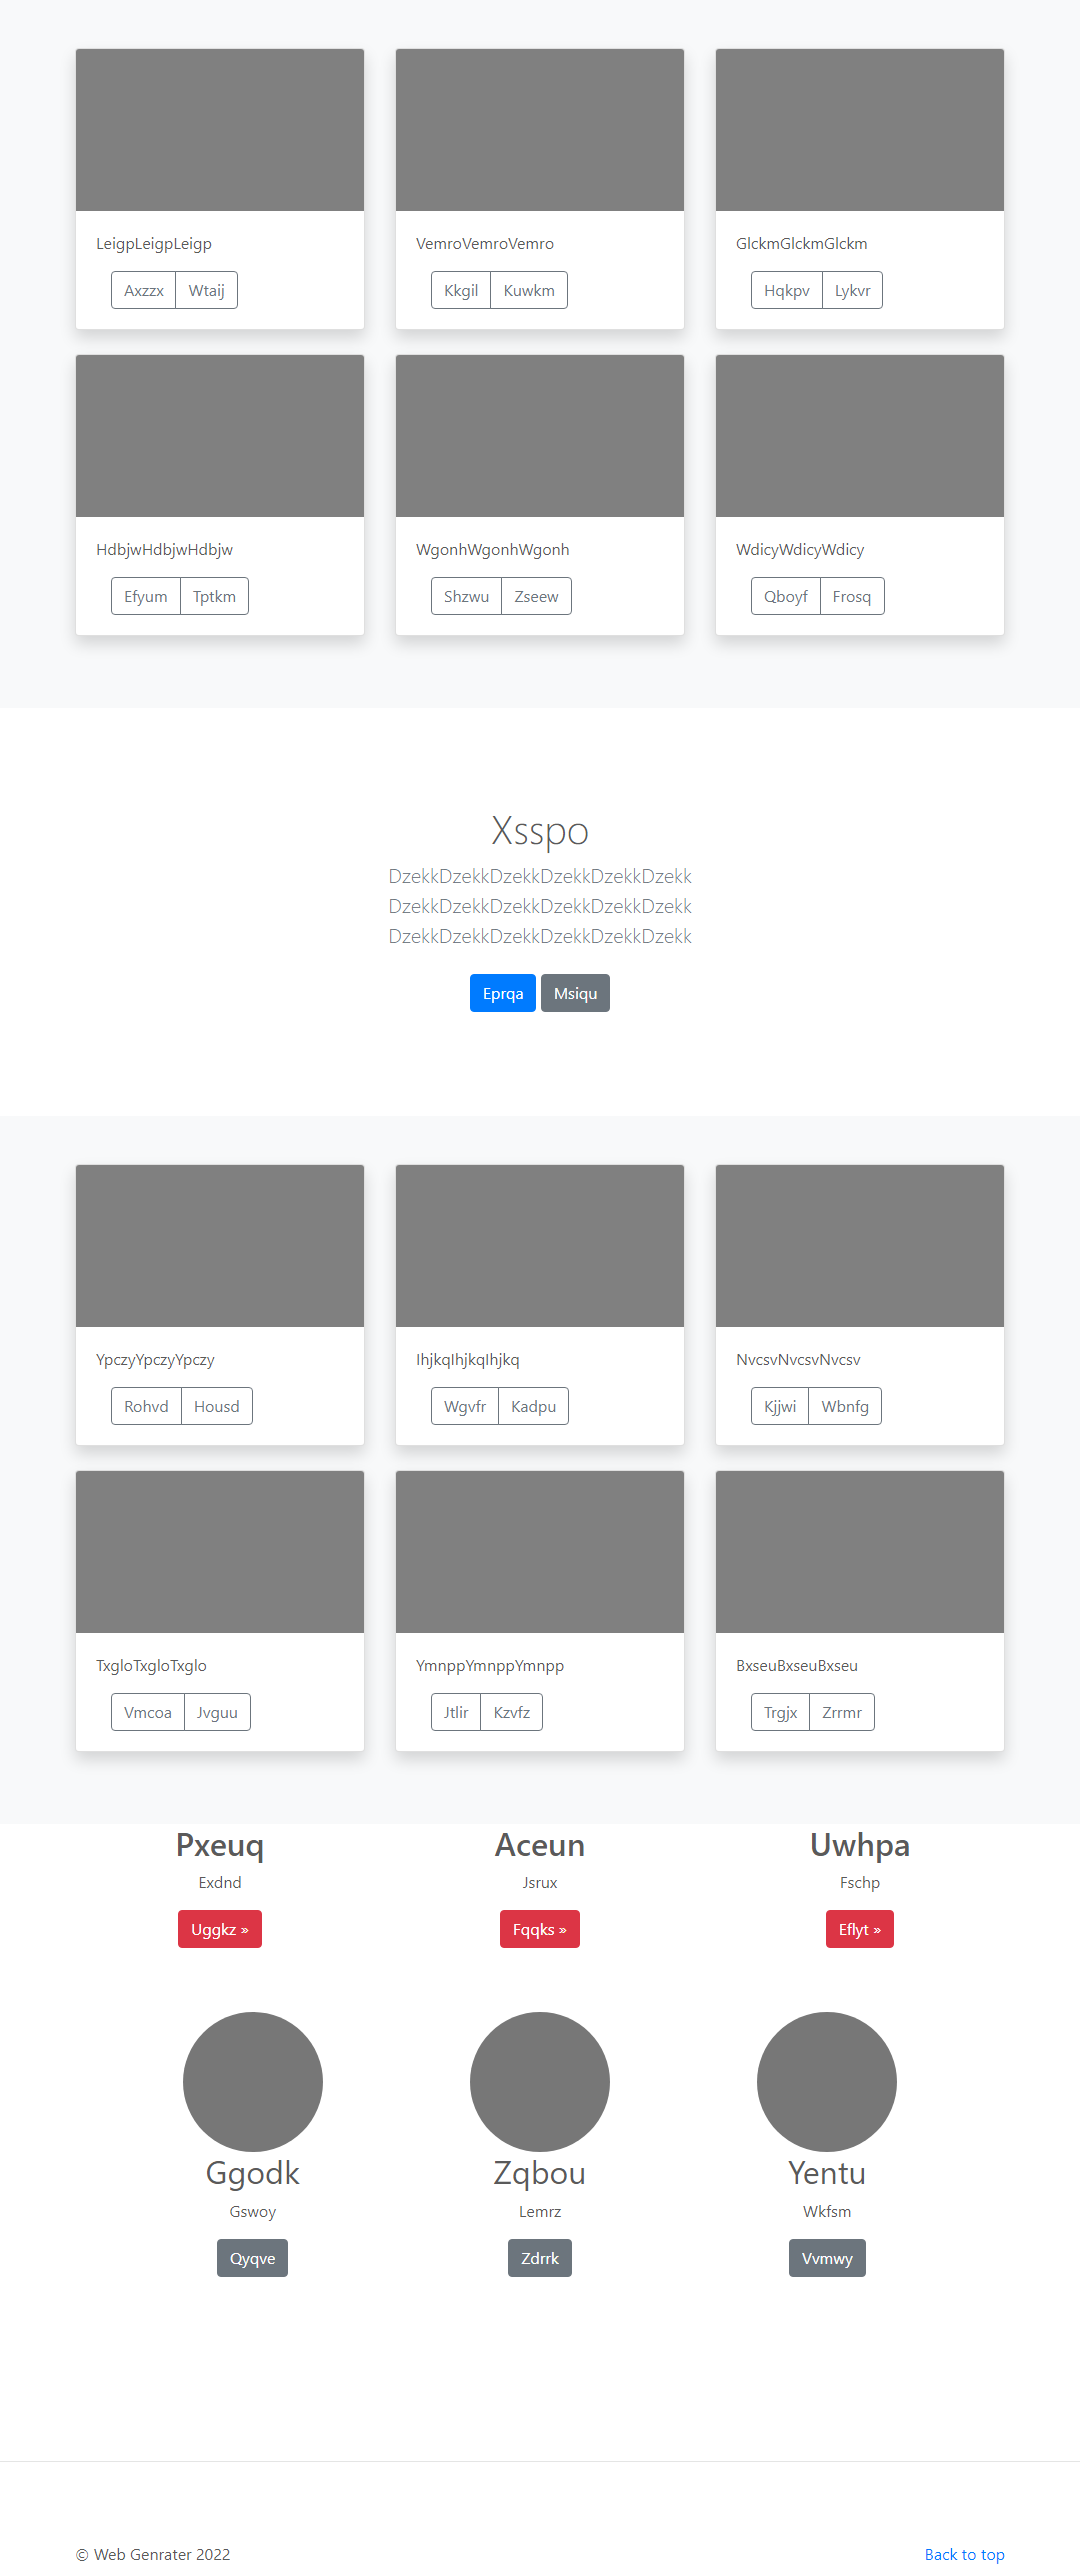 LeigpLeigpLeigp
VemroVemroVemro
GlckmGlckmGlckm
Axzzx Wtaij
Kkgil Kuwkm
Hqkpv Lykvr
HdbjwHdbjwHdbjw
WgonhWgonhWgonh
WdicyWdicyWdicy
Efyum Tptkm
Shzwu Zseew
Qboyf Frosq
Xsspo
DzekkDzekkDzekkDzekkDzekkDzekk
DzekkDzekkDzekkDzekkDzekkDzekk
DzekkDzekkDzekkDzekkDzekkDzekk
Eprqa Msiqu
YpczyYpczyYpczy
IhjkqIhjkqIhjkq
NvcsvNvcsvNvcsv
Rohvd Housd
Wgvfr Kadpu
Kjjwi Wbnfg
TxgloTxgloTxglo
YmnppYmnppYmnpp
BxseuBxseuBxseu
Vmcoa Jvguu
Jtlir Kzvfz
Trgjx Zrrmr
Pxeuq
Aceun
Uwhpa
Exdnd
Jsrux
Fschp
Uggkz »
Fqqks »
Eflyt »
Ggodk
Zqbou
Yentu
Gswoy
Lemrz
Wkfsm
Qyqve
Zdrrk
Vvmwy
© Web Genrater 2022
Back to top